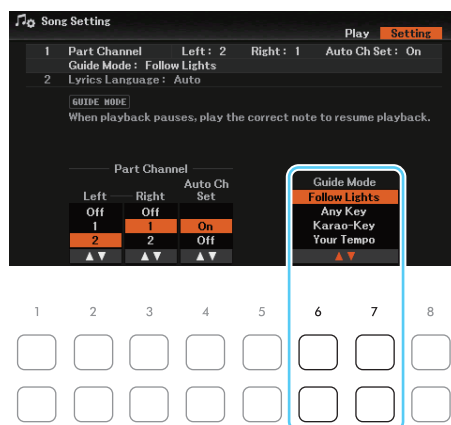 Song Setting
Play Setting
1 Part Channel Left: 2 Right: 1 Auto Ch Set: On
Guide Mode: Follow Lights
2 Lyrics Language: Auto
GUIDE MODE
When playback pauses, play the correct note to resume playback.
Part Channel
Left Right Auto Ch Set
Guide Mode
Off Off
Follow Lights
1 1 On
Any Key
2 2 Off
Karao-Key
Your Tempo
▲▼ ▲▼ ▲▼ ▲▼
1 2 3 4 5 6 7 8